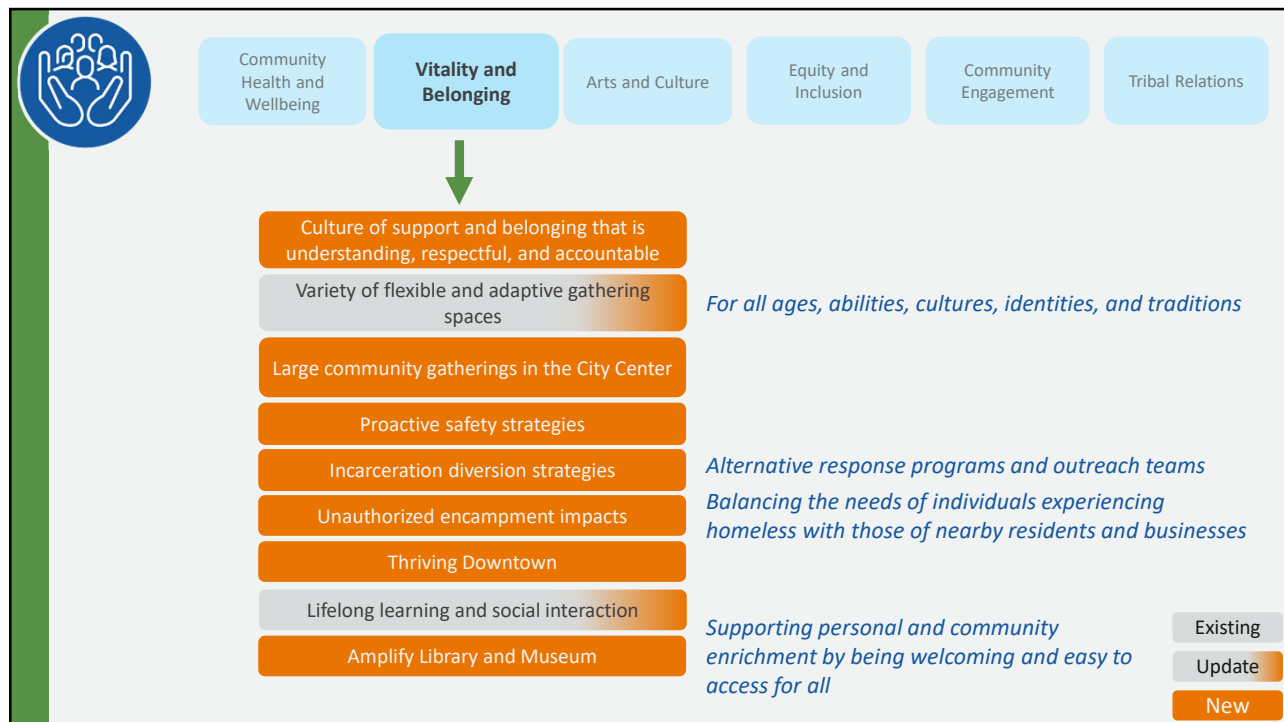 Community
Health and
Wellbeing
Vitality and
Belonging
Arts and Culture
Equity and
Inclusion
Community
Engagement
Tribal Relations
Culture of support and belonging that is
understanding, respectful, and accountable
Variety of flexible and adaptive gathering
spaces
For all ages, abilities, cultures, identities, and traditions
Large community gatherings in the City Center
Proactive safety strategies
Incarceration diversion strategies
Alternative response programs and outreach teams
Unauthorized encampment impacts
Balancing the needs of individuals experiencing
homeless with those of nearby residents and businesses
Thriving Downtown
Lifelong learning and social interaction
Amplify Library and Museum
Supporting personal and community
enrichment by being welcoming and easy to
access for all
Existing
Update
New